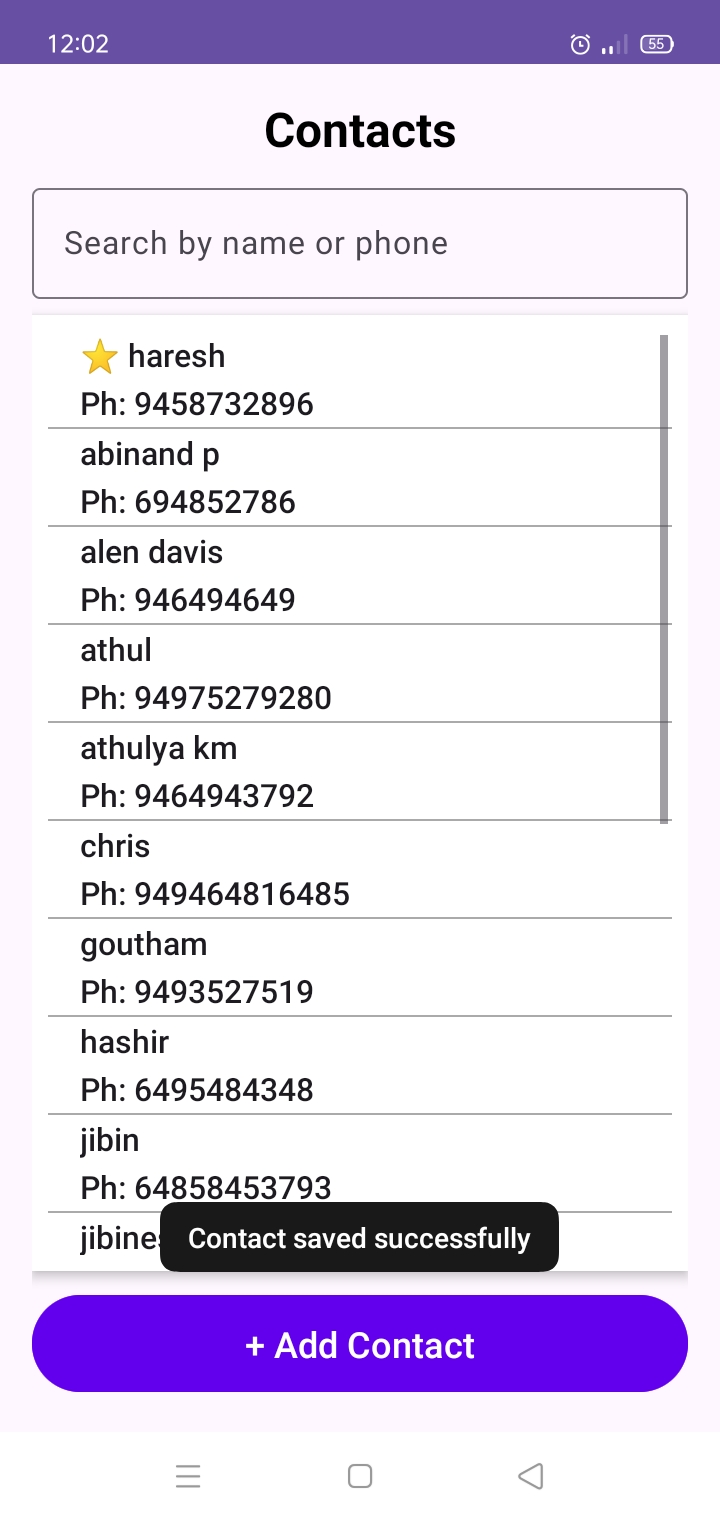 12:02
55
Contacts
Search by name or phone
⭐ haresh
Ph: 9458732896
abinand p
Ph: 694852786
alen davis
Ph: 946494649
athul
Ph: 94975279280
athulya km
Ph: 9464943792
chris
Ph: 949464816485
goutham
Ph: 9493527519
hashir
Ph: 6495484348
jibin
Ph: 64858453793
Contact saved successfully
+ Add Contact